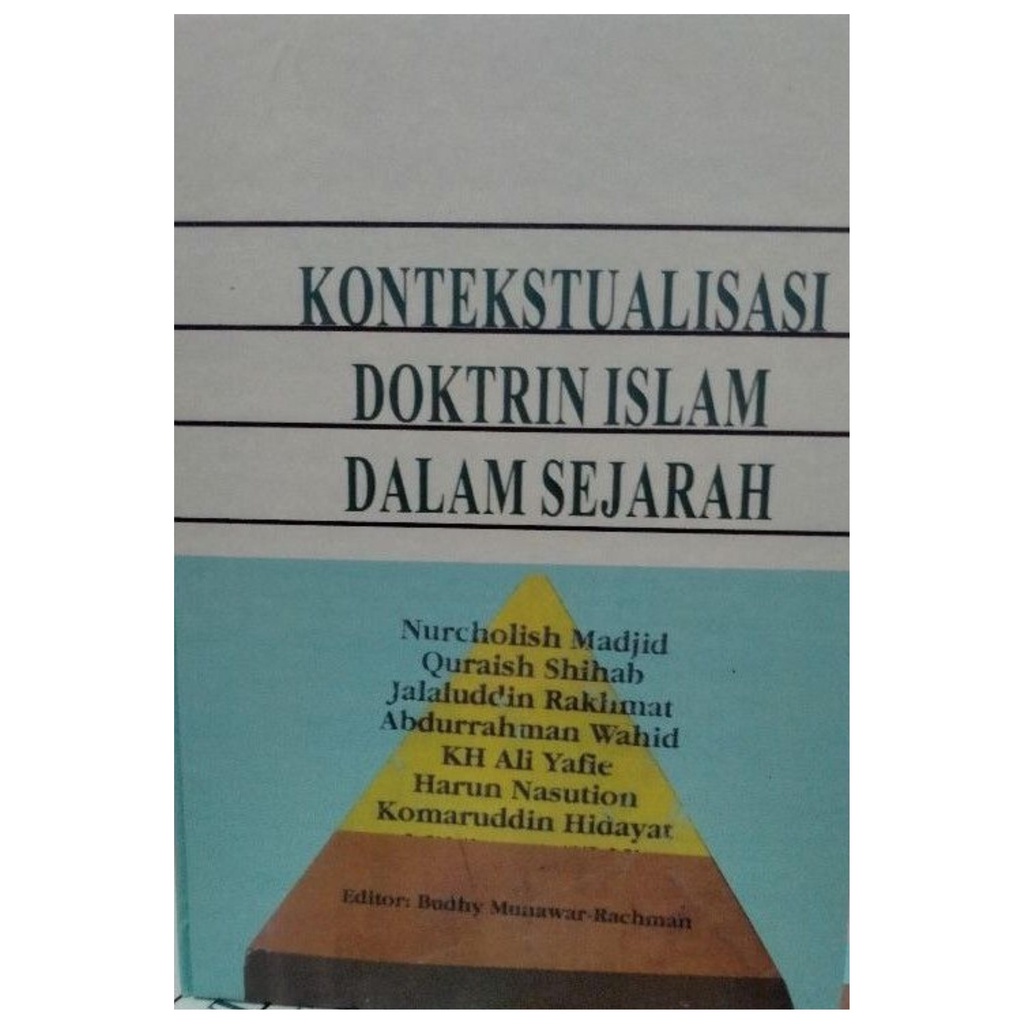 KONTEKSTUALISASI
DOKTRIN ISLAM
DALAM SEJARAH
Nurcholish Madjid
Quraish Shihab
Jalaluddin Rakhmat
Abdurrahman Wahid
KH Ali Yafie
Harun Nasution
Komaruddin Hidayat
Editor: Budhy Munawar-Rachman